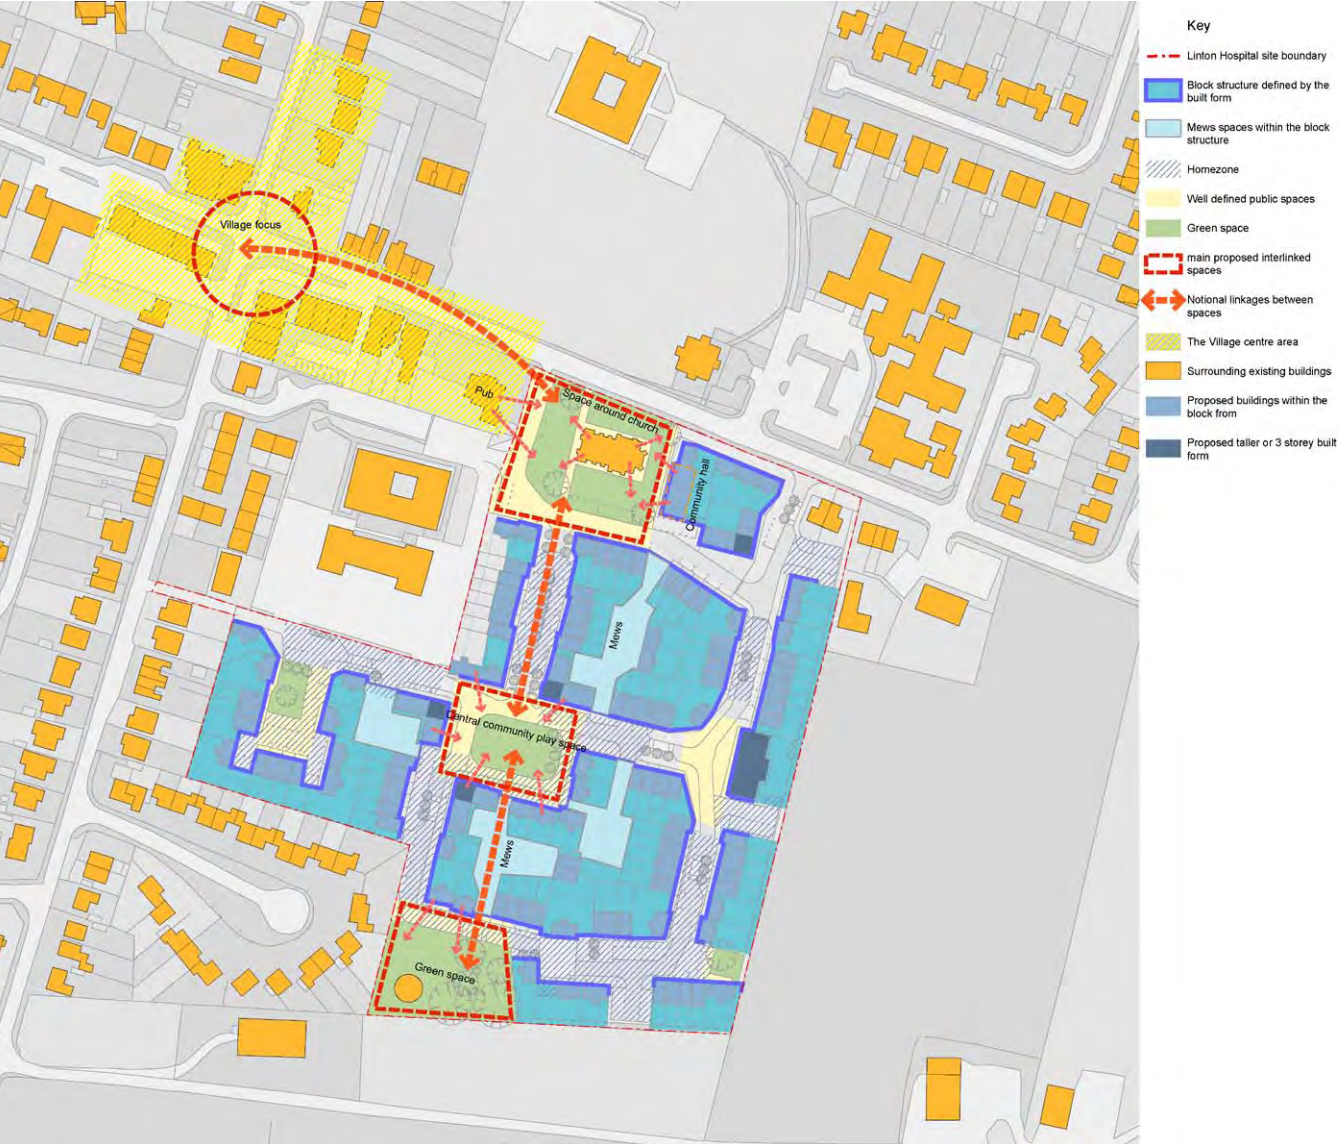 Village focus
Pub
Space around church
Community hall
Mews
Central community play space
Mews
Green space
Key
Linton Hospital site boundary
Block structure defined by the
built form
Mews spaces within the block
structure
Homezone
Well defined public spaces
Green space
main proposed interlinked
spaces
Notional linkages between
spaces
The Village centre area
Surrounding existing buildings
Proposed buildings within the
block from
Proposed taller or 3 storey built
form